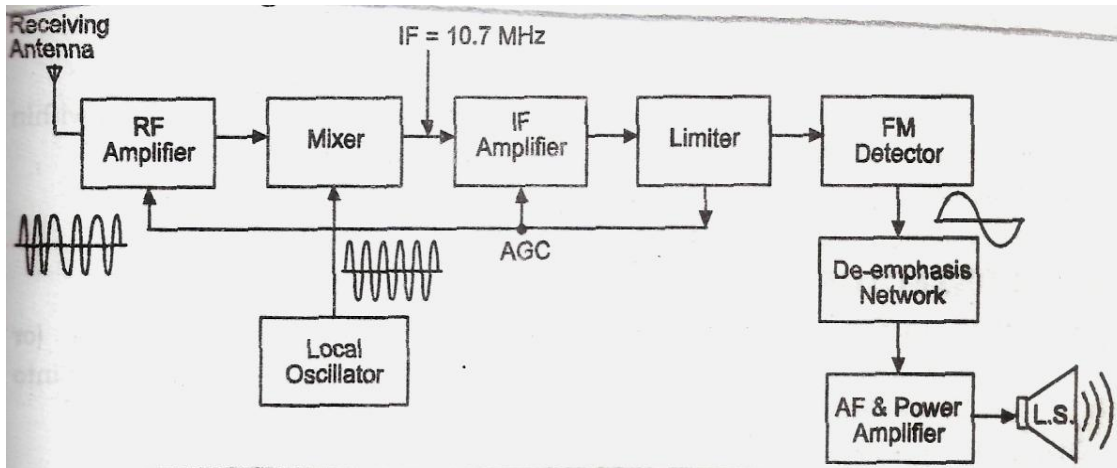 Receiving
Antenna
IF = 10.7 MHz
RF
Amplifier
Mixer
IF
Amplifier
Limiter
FM
Detector
AGC
De-emphasis
Network
Local
Oscillator
AF & Power
Amplifier
L.S.